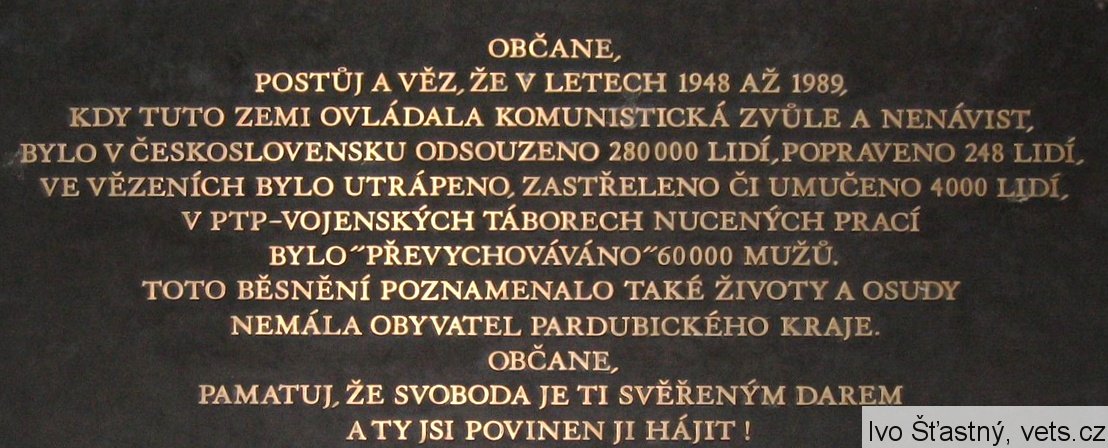 OBČANE,
POSTŮJ A VĚZ, ŽE V LETECH 1948 AŽ 1989,
KDY TUTO ZEMI OVLÁDALA KOMUNISTICKÁ ZVŮLE A NENÁVIST,
BYLO V ČESKOSLOVENSKU ODSOUZENO 280000 LIDÍ, POPRAVENO 248 LIDÍ,
VE VĚZENÍCH BYLO UTRÁPENO, ZASTŘELENO ČI UMUČENO 4000 LIDÍ,
V PTP-VOJENSKÝCH TÁBORECH NUCENÝCH PRACÍ
BYLO "PŘEVYCHOVÁVÁNO" 60000 MUŽŮ.
TOTO BĚSNĚNÍ POZNAMENALO TAKÉ ŽIVOTY A OSUDY
NEMÁLA OBYVATEL PARDUBICKÉHO KRAJE.
OBČANE,
PAMATUJ, ŽE SVOBODA JE TI SVĚŘENÝM DAREM
A TY JSI POVINEN JI HÁJIT !
Ivo Šťastný, vets.cz